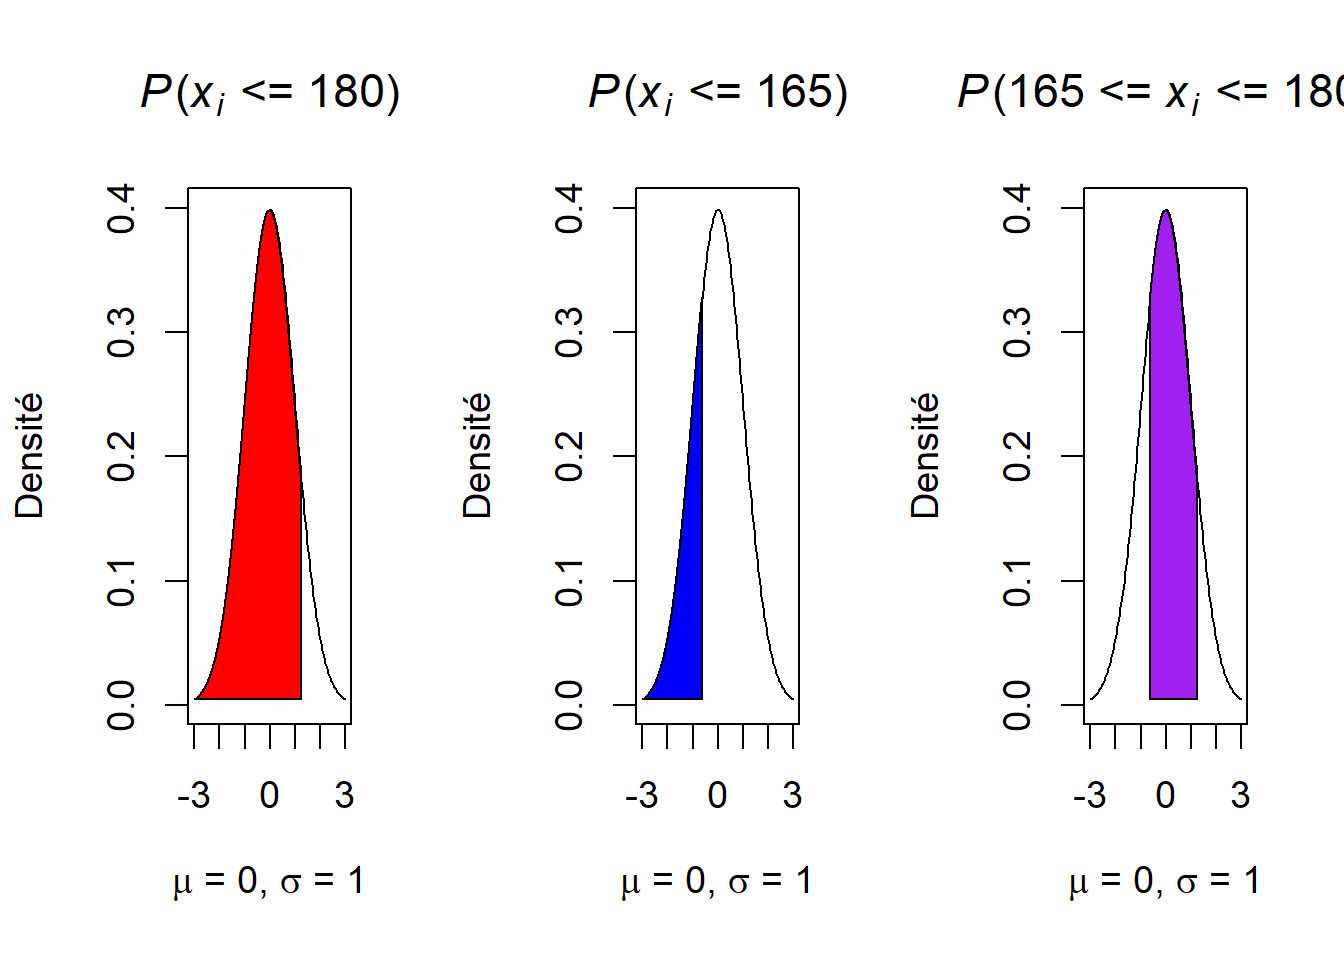 P(xi <= 180)
Densité
0.0 0.1 0.2 0.3 0.4
-3 0 3
μ = 0, σ = 1
P(xi <= 165)
Densité
0.0 0.1 0.2 0.3 0.4
-3 0 3
μ = 0, σ = 1
P(165 <= xi <= 180
Densité
0.0 0.1 0.2 0.3 0.4
-3 0 3
μ = 0, σ = 1